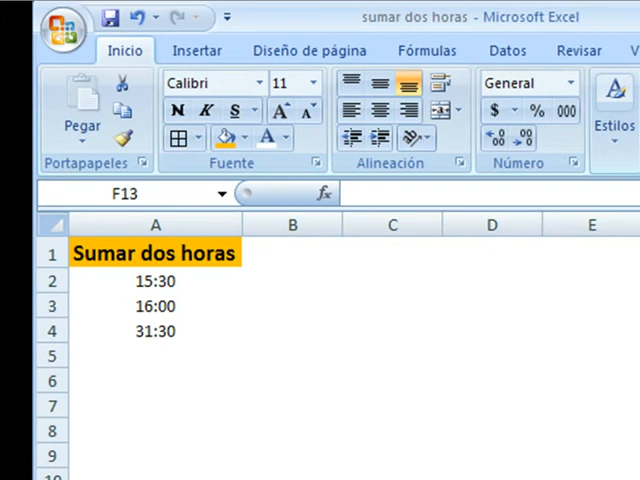 sumar dos horas - Microsoft Excel
Inicio Insertar Diseño de página Fórmulas Datos Revisar V
Pegar
Calibri 11
N K S A A
A
General
$ % 000
Estilos
Portapapeles Fuente Alineación Número
F13 fx
A B C D E
1 Sumar dos horas
2 15:30
3 16:00
4 31:30
5
6
7
8
9
10